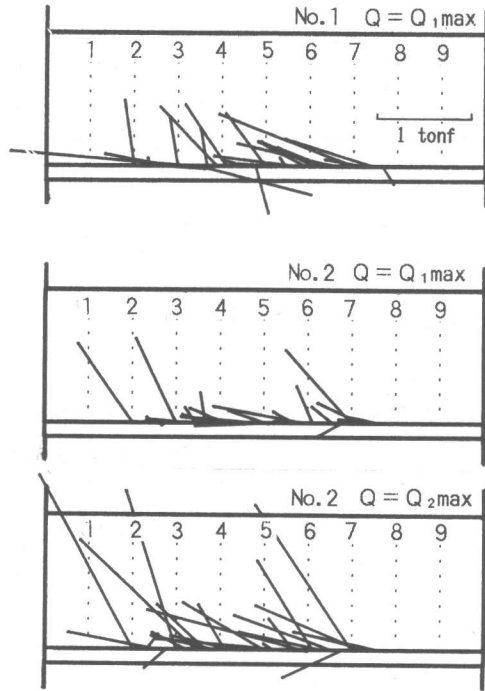 No.1 Q = Q₁max
1 2 3 4 5 6 7 8 9
1 tonf
No.2 Q = Q₁max
1 2 3 4 5 6 7 8 9
No.2 Q = Q₂max
1 2 3 4 5 6 7 8 9